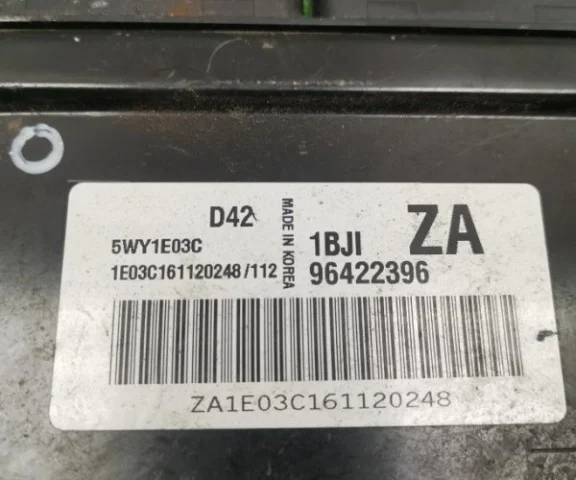 D42
5WY1E03C
1E03C161120248/112
MADE IN KOREA
1BJI
ZA
96422396
ZA1E03C161120248